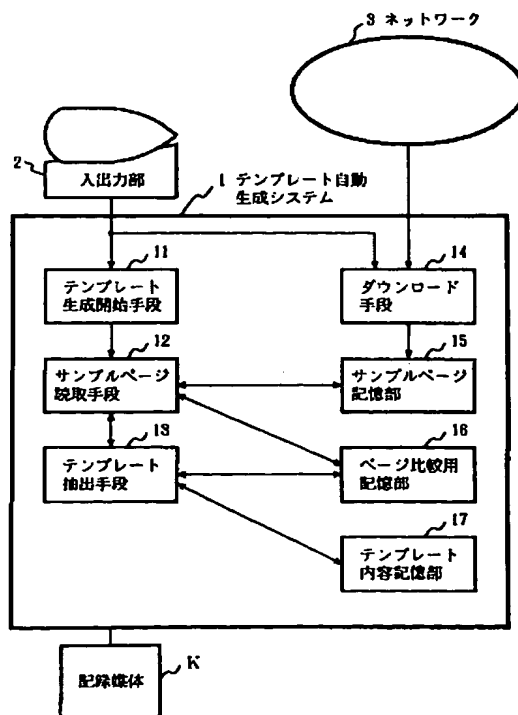 3 ネットワーク
2
入出力部
1 テンプレート自動
生成システム
11
テンプレート
生成開始手段
14
ダウンロード
手段
12
サンプルページ
読取手段
15
サンプルページ
記憶部
13
テンプレート
抽出手段
16
ページ比較用
記憶部
17
テンプレート
内容記憶部
記録媒体
K